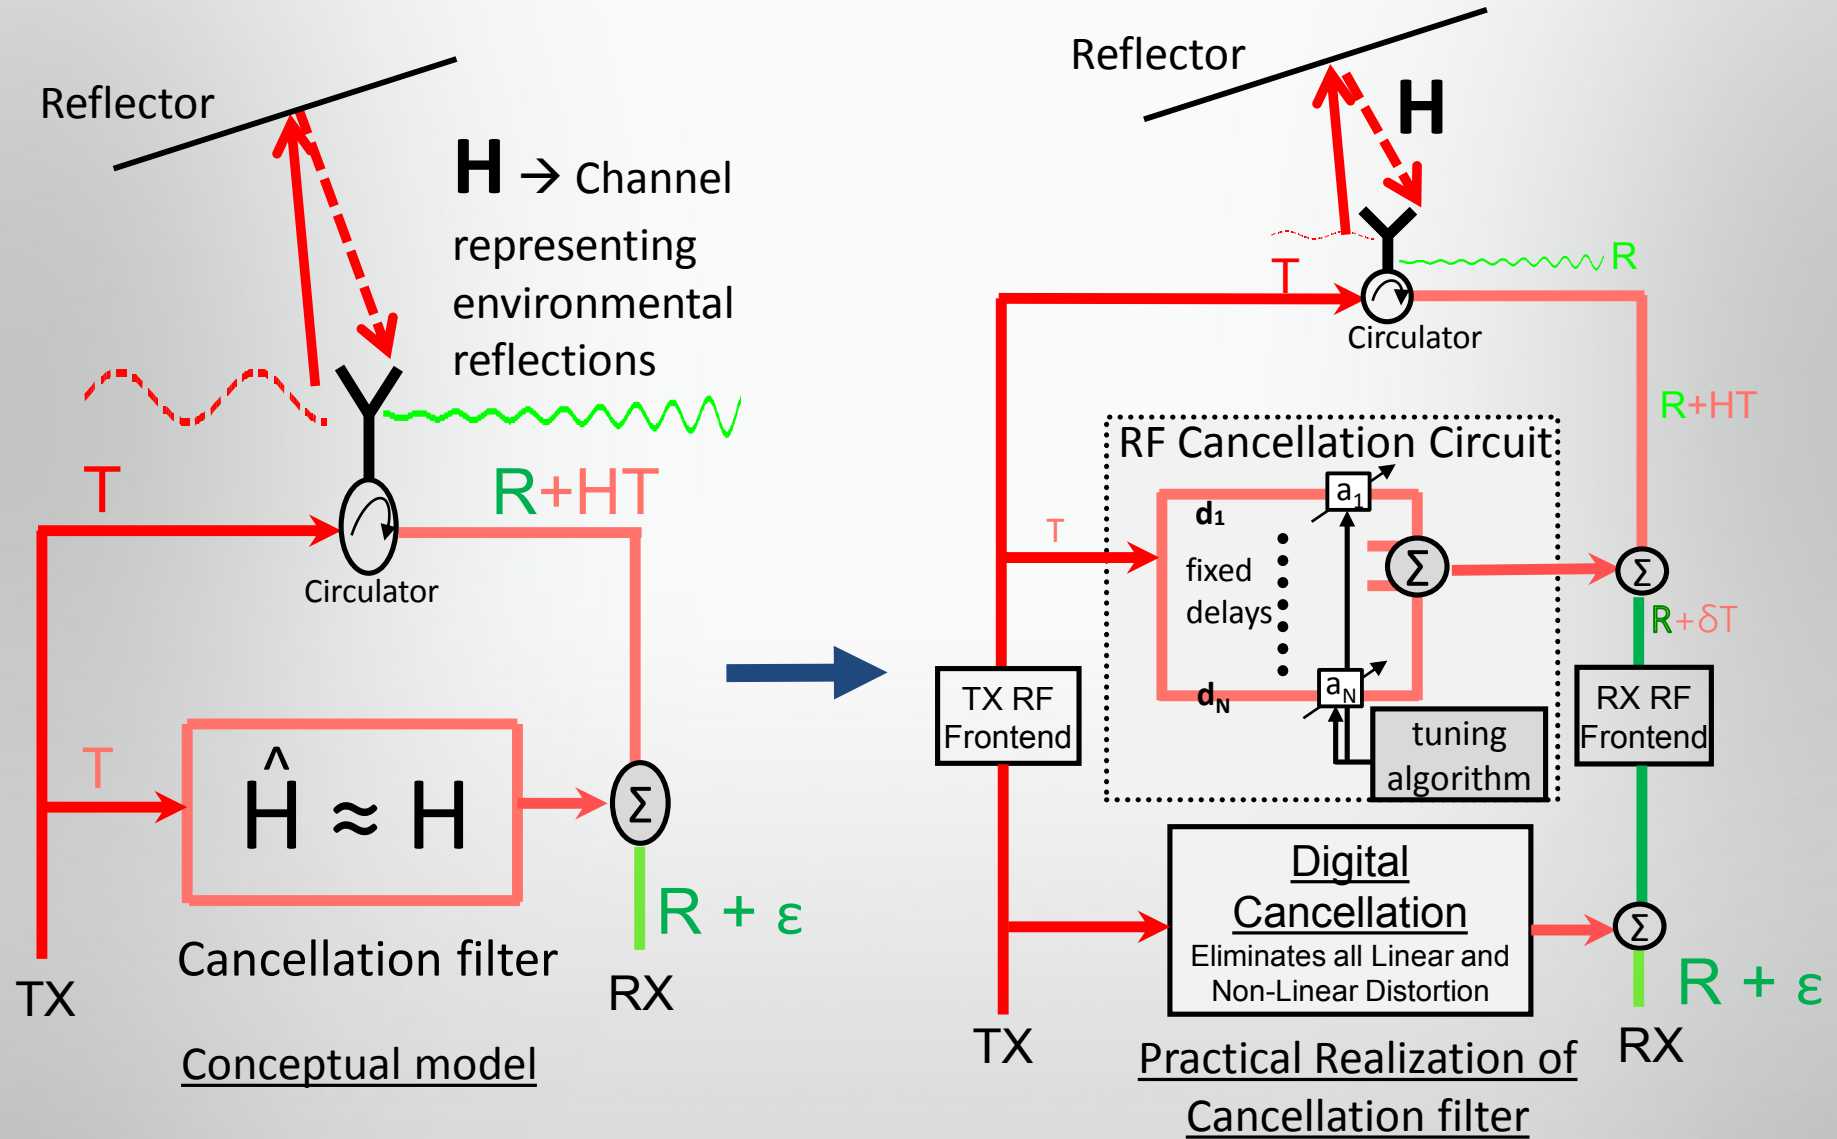 Reflector
H → Channel
representing
environmental
reflections
T
R+HT
Circulator
T
Ĥ ≈ H
Σ
R + ε
Cancellation filter
TX
RX
Conceptual model
Reflector
H
T
R
Circulator
R+HT
RF Cancellation Circuit
a1
d1
T
fixed
delays
Σ
Σ
R+δT
dN
aN
TX RF
Frontend
RX RF
Frontend
tuning
algorithm
Digital
Cancellation
Eliminates all Linear and
Non-Linear Distortion
Σ
R + ε
TX
RX
Practical Realization of
Cancellation filter